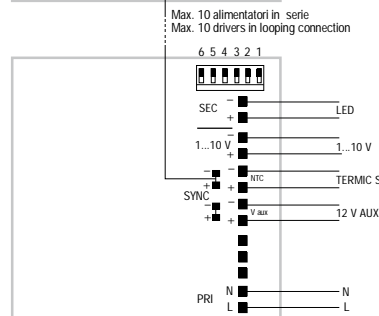 Max. 10 alimentatori in serie
Max. 10 drivers in looping connection
6 5 4 3 2 1
SEC - LED
+
1...10 V - 1...10 V
+
- - NTC TERMIC S
+ +
SYNC
- - V aux 12 V AUX
+ +
PRI N N
L L